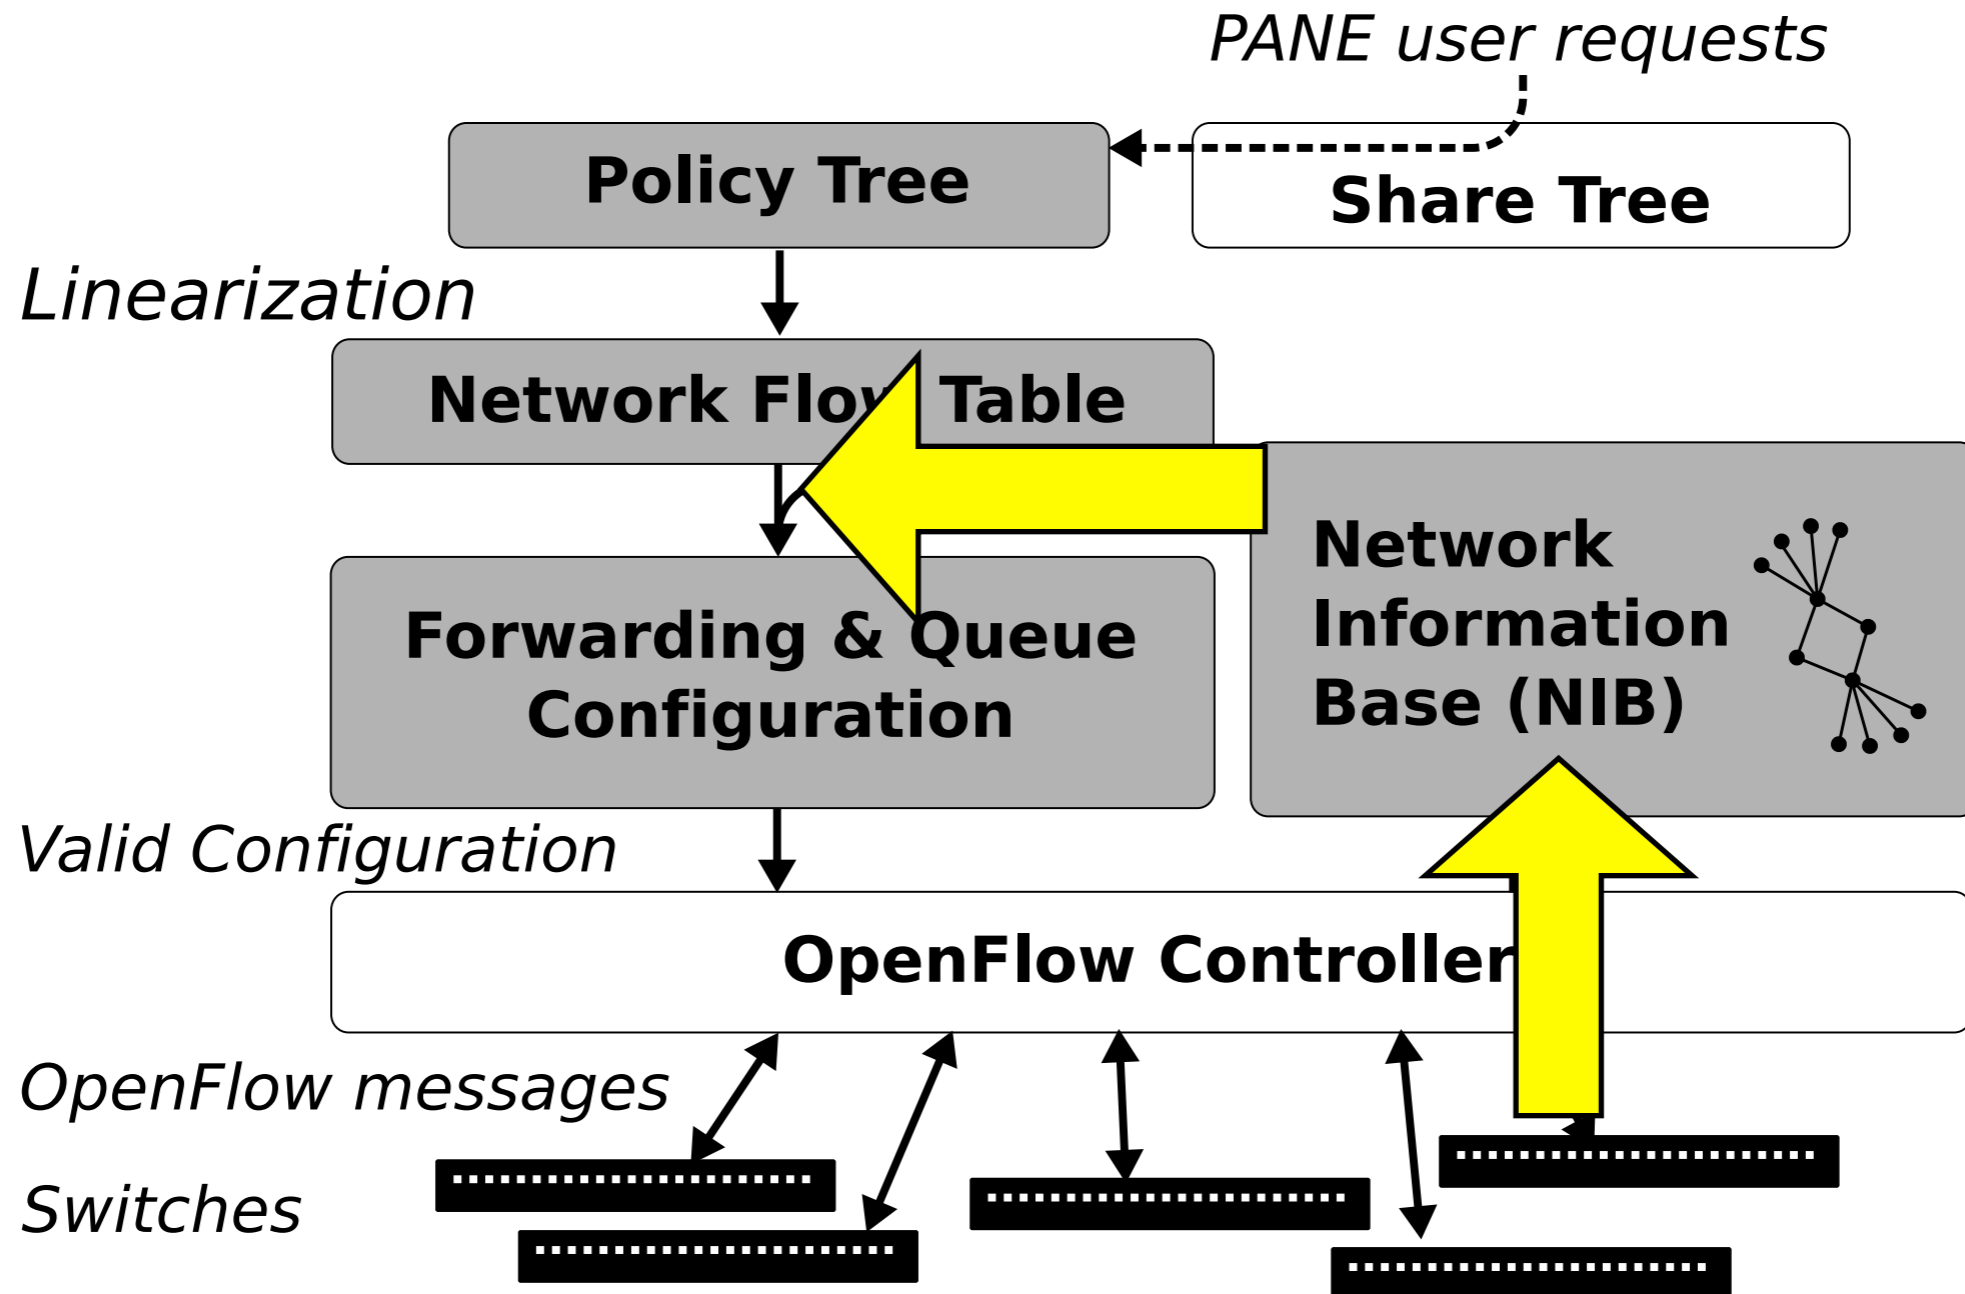 PANE user requests
Policy Tree
Share Tree
Linearization
Network Flow Table
Network
Information
Base (NIB)
Forwarding & Queue
Configuration
Valid Configuration
OpenFlow Controller
OpenFlow messages
Switches